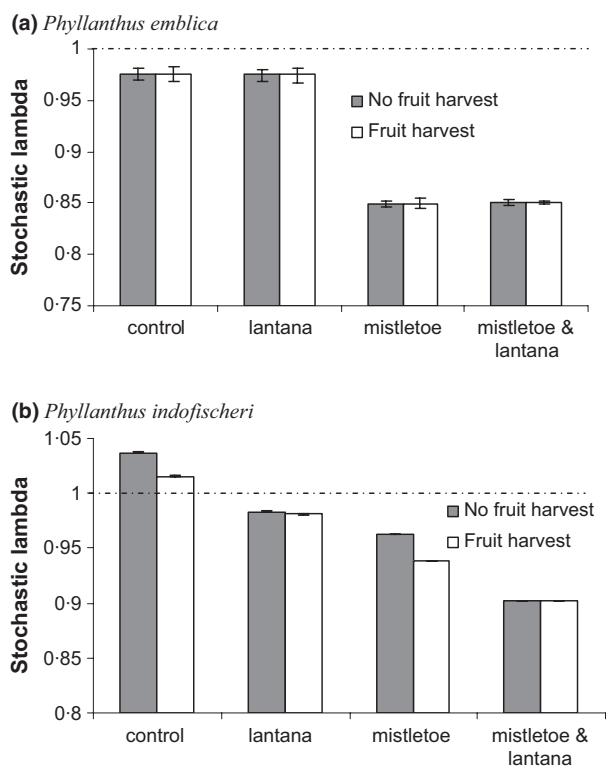 (a) Phyllanthus emblica
1
0·95
0·9
0·85
0·8
0·75
Stochastic lambda
No fruit harvest
Fruit harvest
control
lantana
mistletoe
mistletoe &
lantana
(b) Phyllanthus indofischeri
1·05
1
0·95
0·9
0·85
0·8
Stochastic lambda
No fruit harvest
Fruit harvest
control
lantana
mistletoe
mistletoe &
lantana